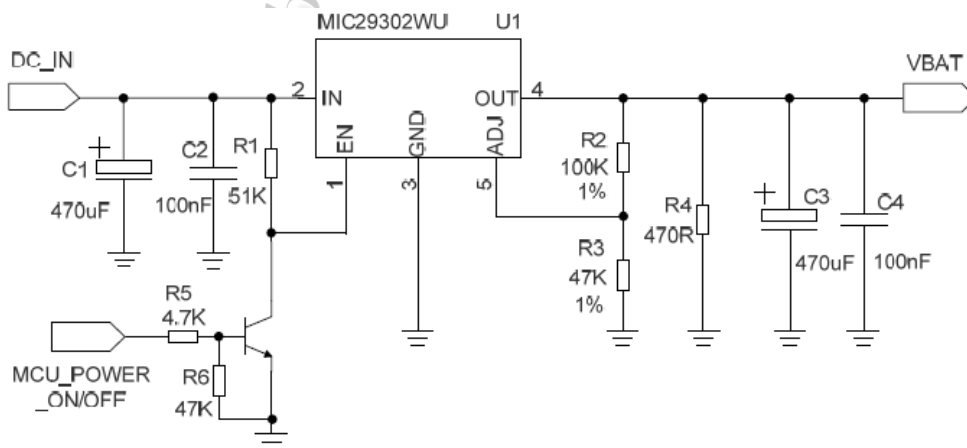 MIC29302WU U1
DC_IN
VBAT
2 IN
OUT 4
EN
GND
ADJ
1
3
5
C1
470uF
C2
100nF
R1
51K
R2
100K
1%
R3
47K
1%
R4
470R
C3
470uF
C4
100nF
R5
4.7K
MCU_POWER
_ON/OFF
R6
47K